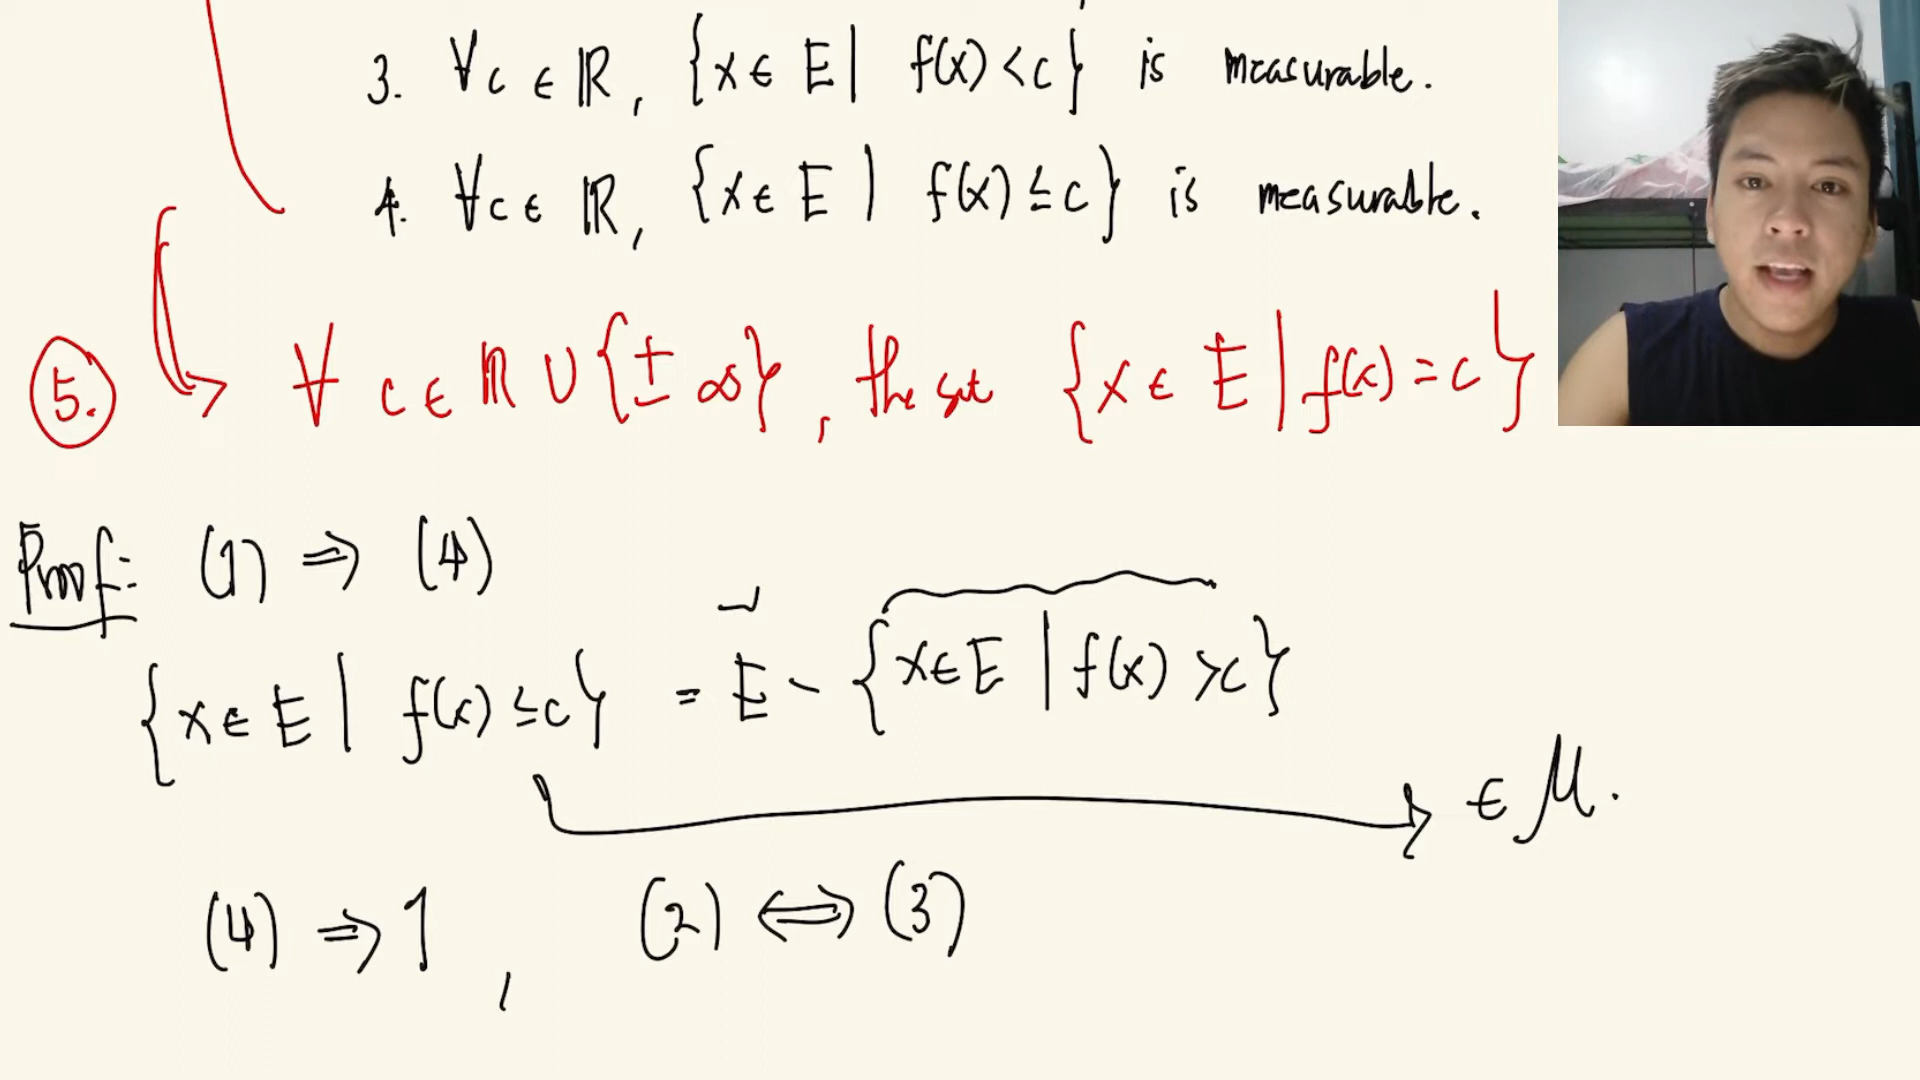 3. ∀c ∈ ℝ, {x ∈ E | f(x) < c} is measurable.
4. ∀c ∈ ℝ, {x ∈ E | f(x) ≤ c} is measurable.
5. ∀ c ∈ ℝ ∪ {± ∞}, the set {x ∈ E | f(x) = c}
Proof: (1) ⇒ (4)
{x ∈ E | f(x) ≤ c} = E - {x ∈ E | f(x) > c}
∈ M.
(4) ⇒ 1, (2) ⟺ (3)